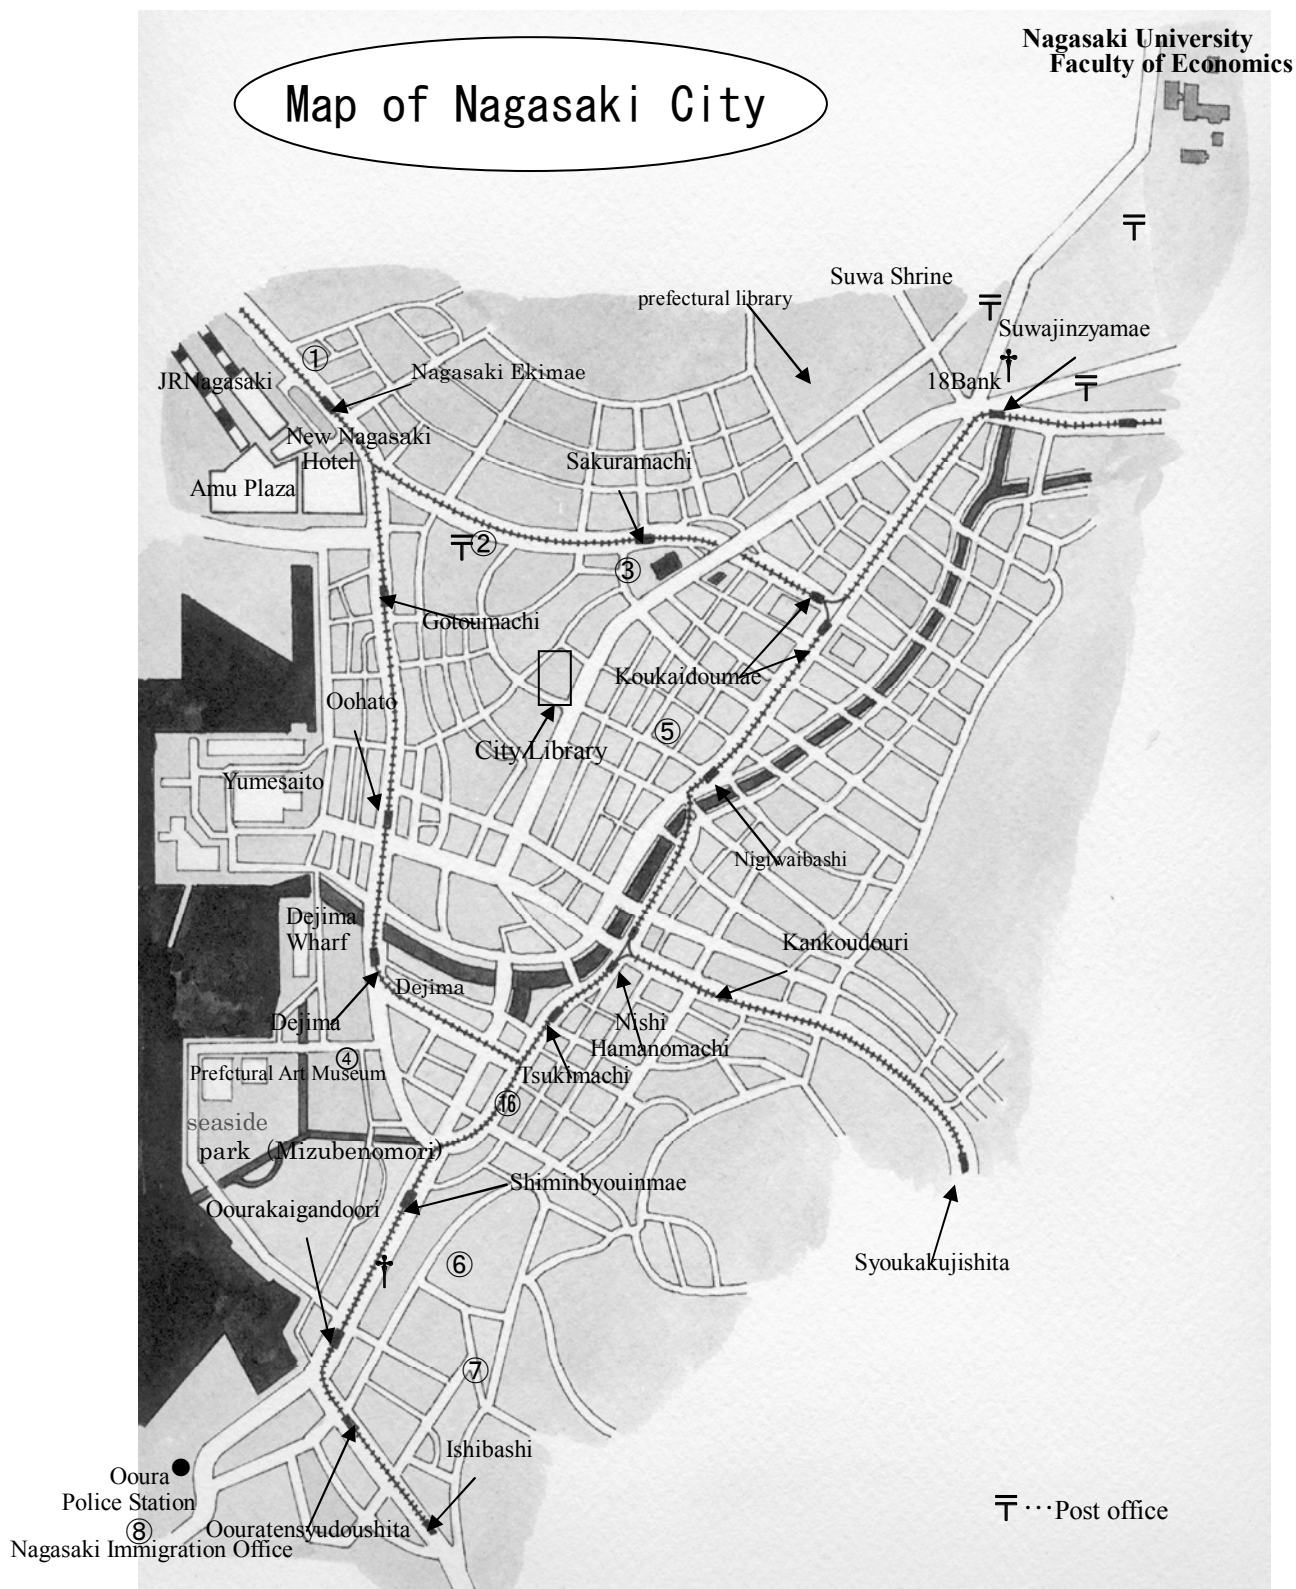 Nagasaki University
Faculty of Economics
Map of Nagasaki City
〒
Suwa Shrine
prefectural library
〒
Suwajinzyamae
①
JRNagasaki
Nagasaki Ekimae
18Bank
〒
New Nagasaki
Hotel
Sakuramachi
Amu Plaza
〒②
③
Gotoumachi
Koukaidoumae
Oohato
⑤
City Library
Yumesaito
Nigiwaibashi
Dejima
Wharf
Kankoudouri
Dejima
Dejima
Nishi
Hamanomachi
④
Prefctural Art Museum
Tsukimachi
⑯
seaside
park（Mizubenomori)
Shiminbyouinmae
Oourakaigandoori
⑥
Syoukakujishita
⑦
Ishibashi
Ooura
Police Station
〒…Post office
⑧
Oouratensyudoushita
Nagasaki Immigration Office